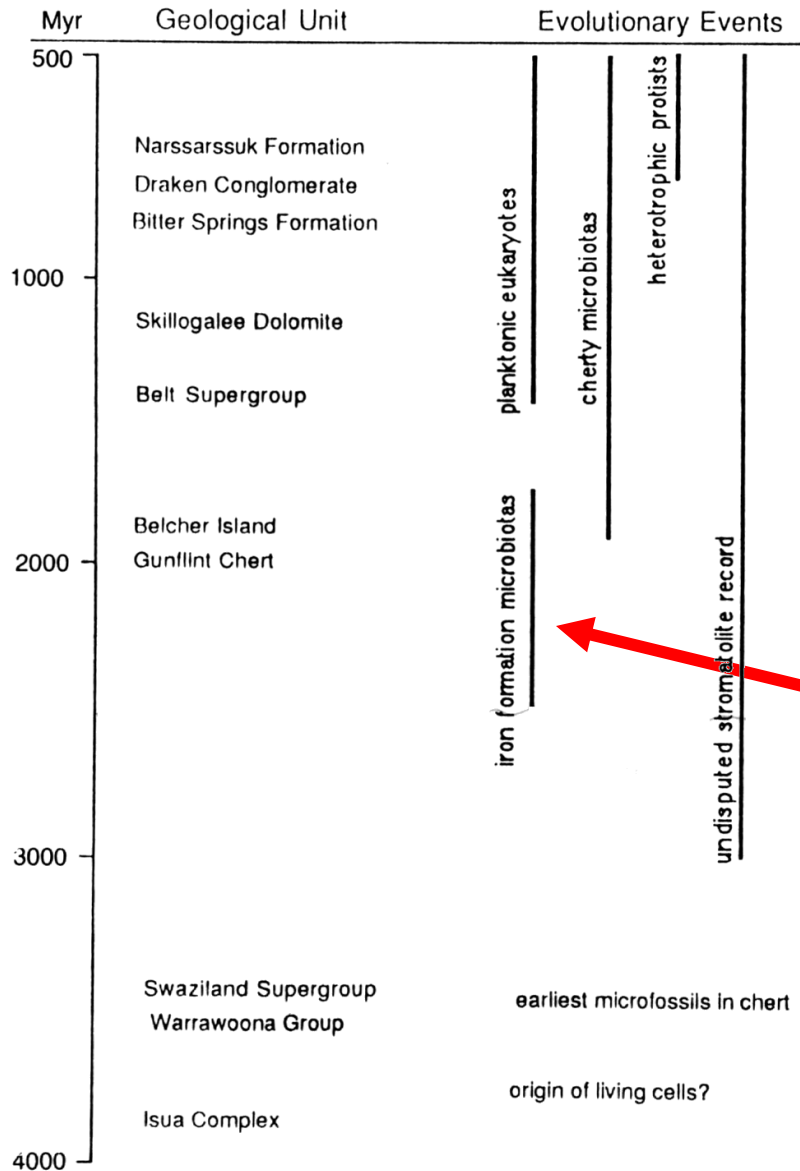 Myr Geological Unit Evolutionary Events
500
heterotrophic protists
Narssarssuk Formation
Draken Conglomerate
planktonic eukaryotes
Bitter Springs Formation
cherty microbiotas
1000
Skillogalee Dolomite
Belt Supergroup
iron formation microbiotas
Belcher Island
undisputed stromatolite record
2000
Gunflint Chert
3000
Swaziland Supergroup
earliest microfossils in chert
Warrawoona Group
origin of living cells?
Isua Complex
4000